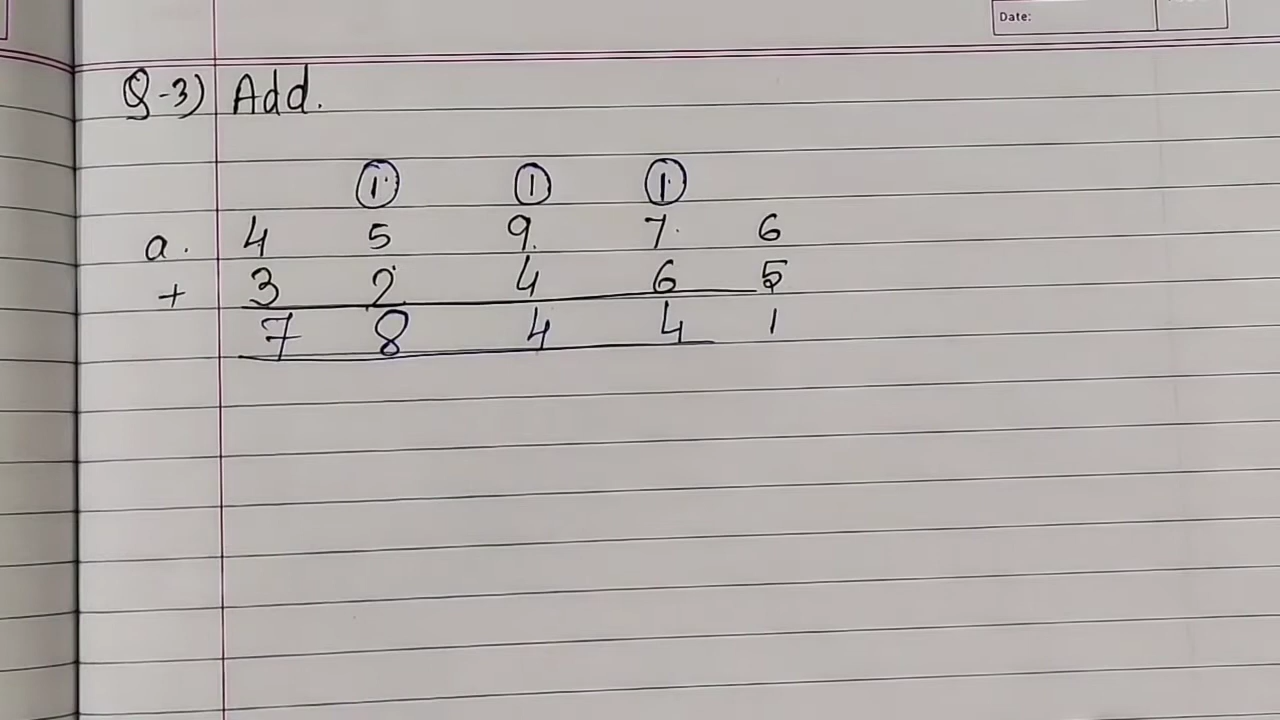 Date:
Q-3) Add.
① ① ①
a. 4 5 9 7 6
+ 3 2 4 6 5
7 8 4 4 1